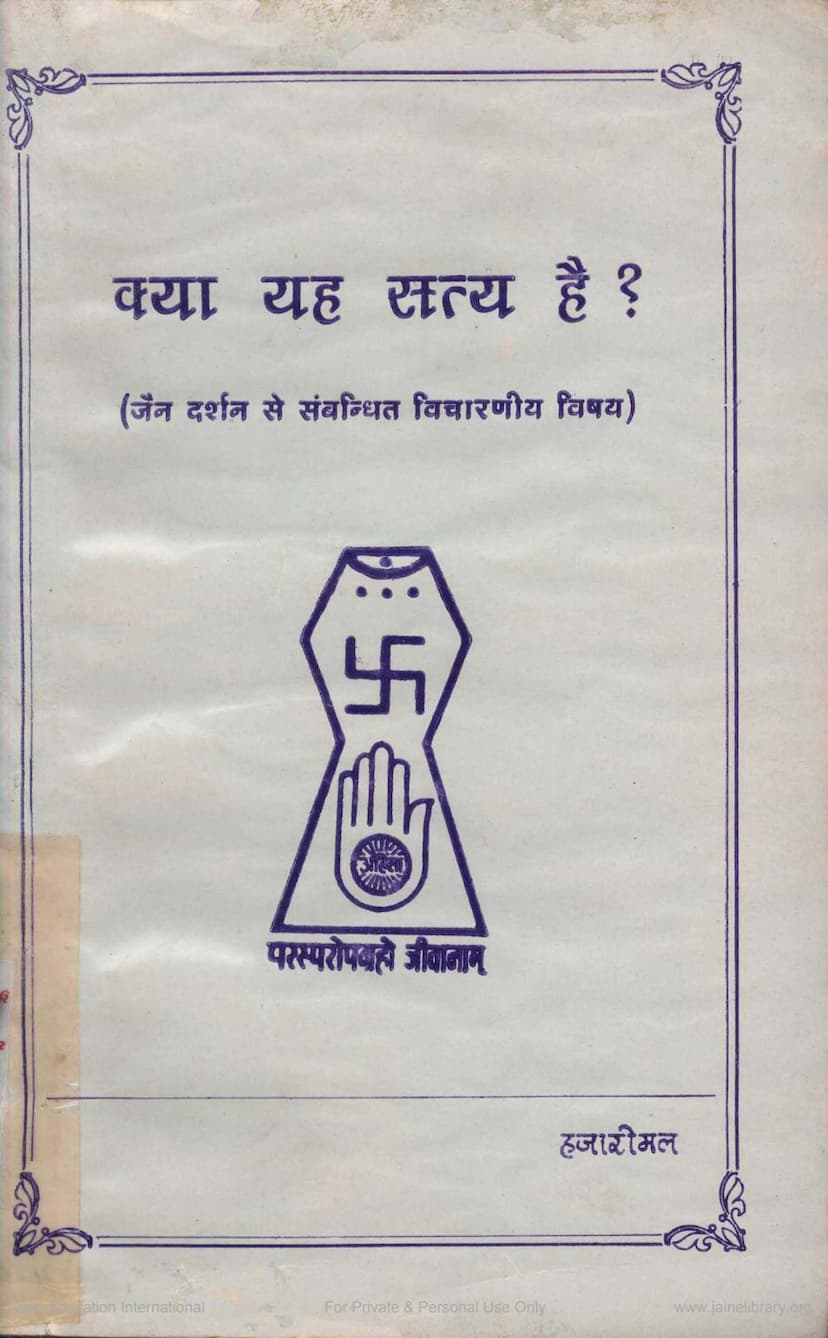 क्या यह सत्य है ?
(जैन दर्शन से संबन्धित विचारणीय विषय)
अहिंसा
परस्परोपग्रहो जीवानाम्
हजारीमल
International For Private & Personal Use Only www.jainelibrary.org